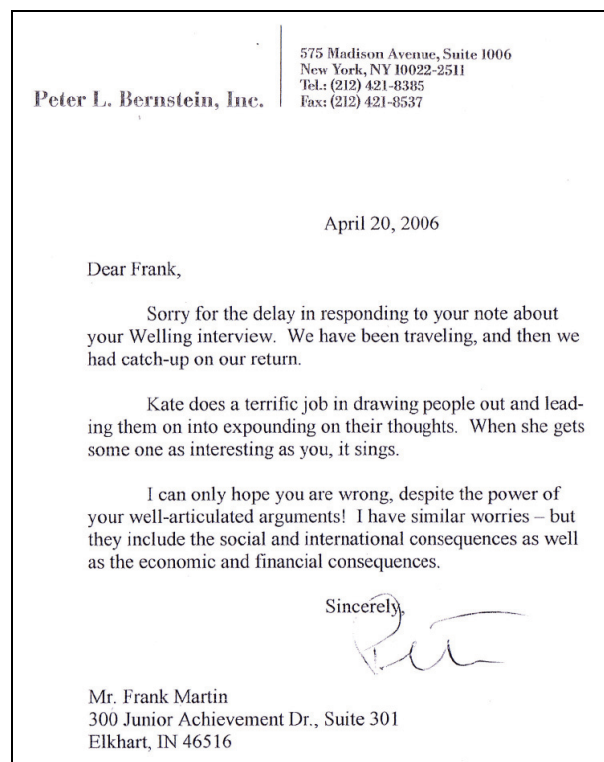 575 Madison Avenue, Suite 1006
New York, NY 10022-2511
Tel.: (212) 421-8385
Fax: (212) 421-8537
Peter L. Bernstein, Inc.
April 20, 2006
Dear Frank,
Sorry for the delay in responding to your note about
your Welling interview. We have been traveling, and then we
had catch-up on our return.
Kate does a terrific job in drawing people out and lead-
ing them on into expounding on their thoughts. When she gets
some one as interesting as you, it sings.
I can only hope you are wrong, despite the power of
your well-articulated arguments! I have similar worries – but
they include the social and international consequences as well
as the economic and financial consequences.
Sincerely,
Peter
Mr. Frank Martin
300 Junior Achievement Dr., Suite 301
Elkhart, IN 46516